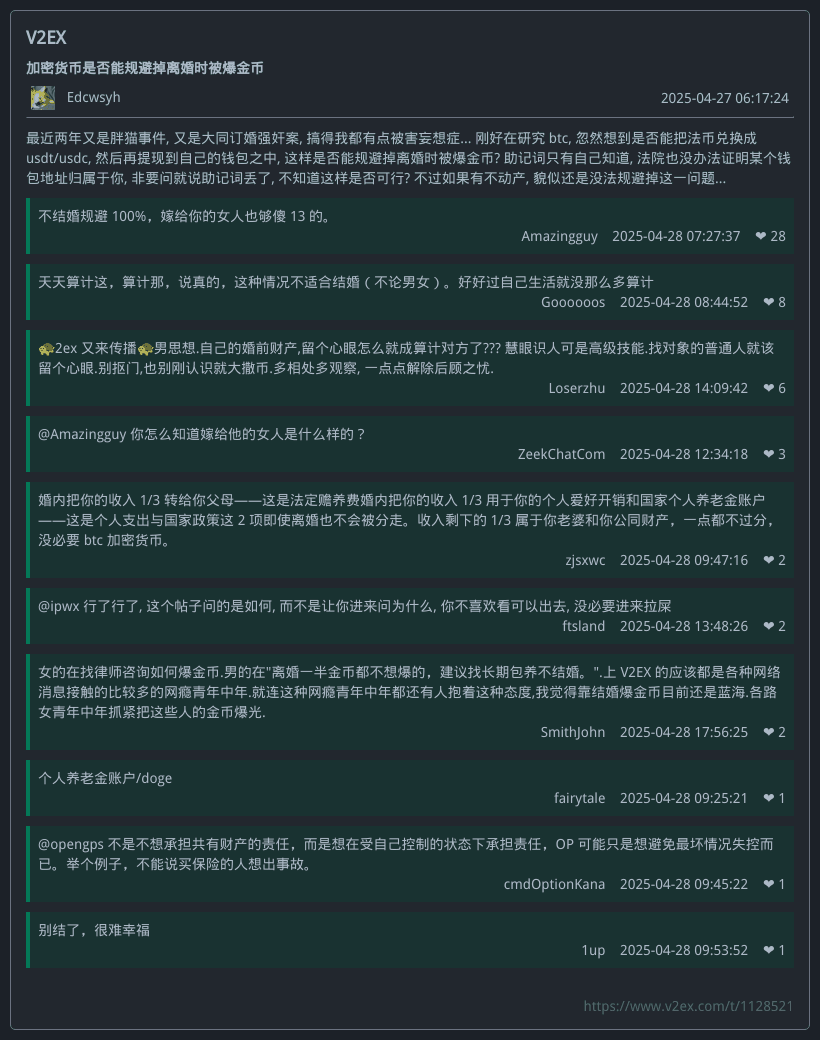 V2EX
加密货币是否能规避掉离婚时被爆金币
Edcwsyh
2025-04-27 06:17:24
最近两年又是胖猫事件, 又是大同订婚强奸案, 搞得我都有点被害妄想症... 刚好在研究 btc, 忽然想到是否能把法币兑换成
usdt/usdc, 然后再提现到自己的钱包之中, 这样是否能规避掉离婚时被爆金币? 助记词只有自己知道, 法院也没办法证明某个钱
包地址归属于你, 非要问就说助记词丢了, 不知道这样是否可行? 不过如果有不动产, 貌似还是没法规避掉这一问题...
不结婚规避 100%，嫁给你的女人也够傻 13 的。
Amazingguy 2025-04-28 07:27:37 ❤ 28
天天算计这，算计那，说真的，这种情况不适合结婚（不论男女）。好好过自己生活就没那么多算计
Goooooos 2025-04-28 08:44:52 ❤ 8
🐢2ex 又来传播🐢男思想.自己的婚前财产,留个心眼怎么就成算计对方了??? 慧眼识人可是高级技能.找对象的普通人就该
留个心眼.别抠门,也别刚认识就大撒币.多相处多观察, 一点点解除后顾之忧.
Loserzhu 2025-04-28 14:09:42 ❤ 6
@Amazingguy 你怎么知道嫁给他的女人是什么样的？
ZeekChatCom 2025-04-28 12:34:18 ❤ 3
婚内把你的收入 1/3 转给你父母——这是法定赡养费婚内把你的收入 1/3 用于你的个人爱好开销和国家个人养老金账户
——这是个人支出与国家政策这 2 项即使离婚也不会被分走。收入剩下的 1/3 属于你老婆和你公同财产，一点都不过分，
没必要 btc 加密货币。
zjsxwc 2025-04-28 09:47:16 ❤ 2
@ipwx 行了行了, 这个帖子问的是如何, 而不是让你进来问为什么, 你不喜欢看可以出去, 没必要进来拉屎
ftsland 2025-04-28 13:48:26 ❤ 2
女的在找律师咨询如何爆金币.男的在"离婚一半金币都不想爆的，建议找长期包养不结婚。".上 V2EX 的应该都是各种网络
消息接触的比较多的网瘾青年中年.就连这种网瘾青年中年都还有人抱着这种态度,我觉得靠结婚爆金币目前还是蓝海.各路
女青年中年抓紧把这些人的金币爆光.
SmithJohn 2025-04-28 17:56:25 ❤ 2
个人养老金账户/doge
fairytale 2025-04-28 09:25:21 ❤ 1
@opengps 不是不想承担共有财产的责任，而是想在受自己控制的状态下承担责任，OP 可能只是想避免最坏情况失控而
已。举个例子，不能说买保险的人想出事故。
cmdOptionKana 2025-04-28 09:45:22 ❤ 1
别结了，很难幸福
1up 2025-04-28 09:53:52 ❤ 1
https://www.v2ex.com/t/1128521